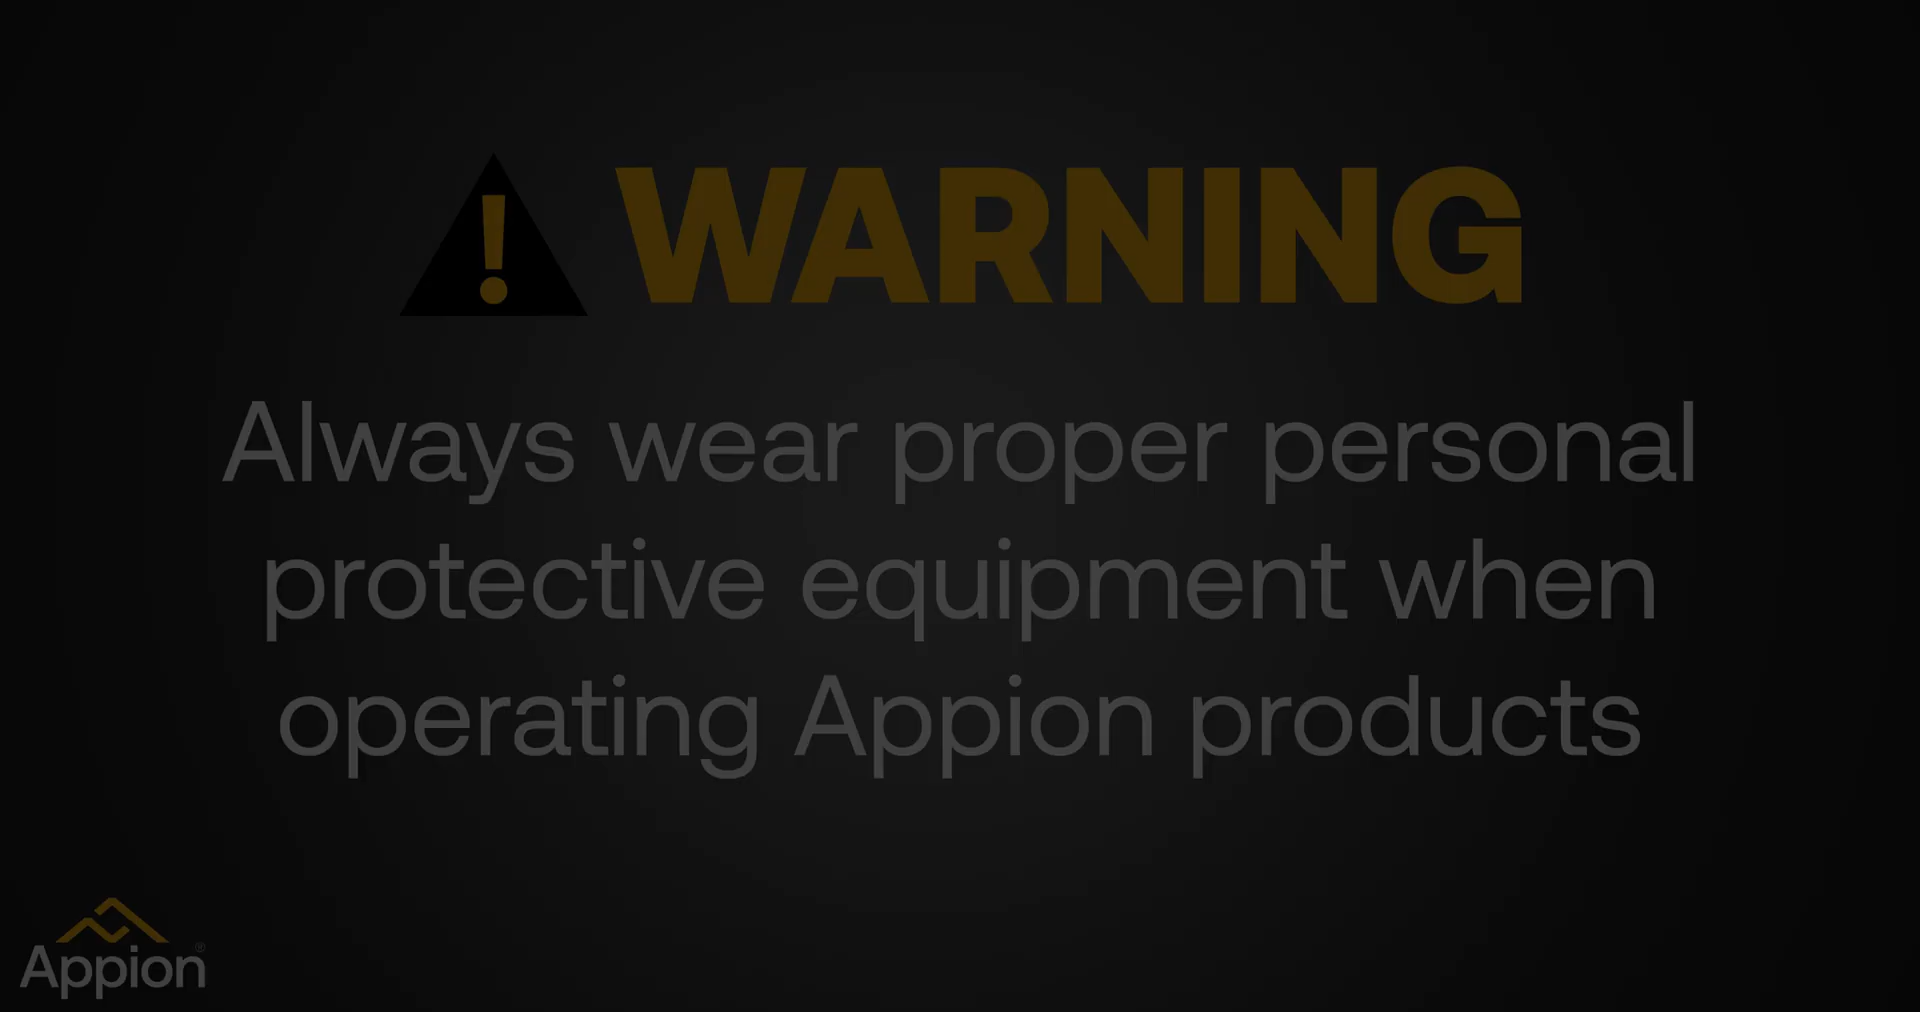 ! WARNING
Always wear proper personal
protective equipment when
operating Appion products
Appion®